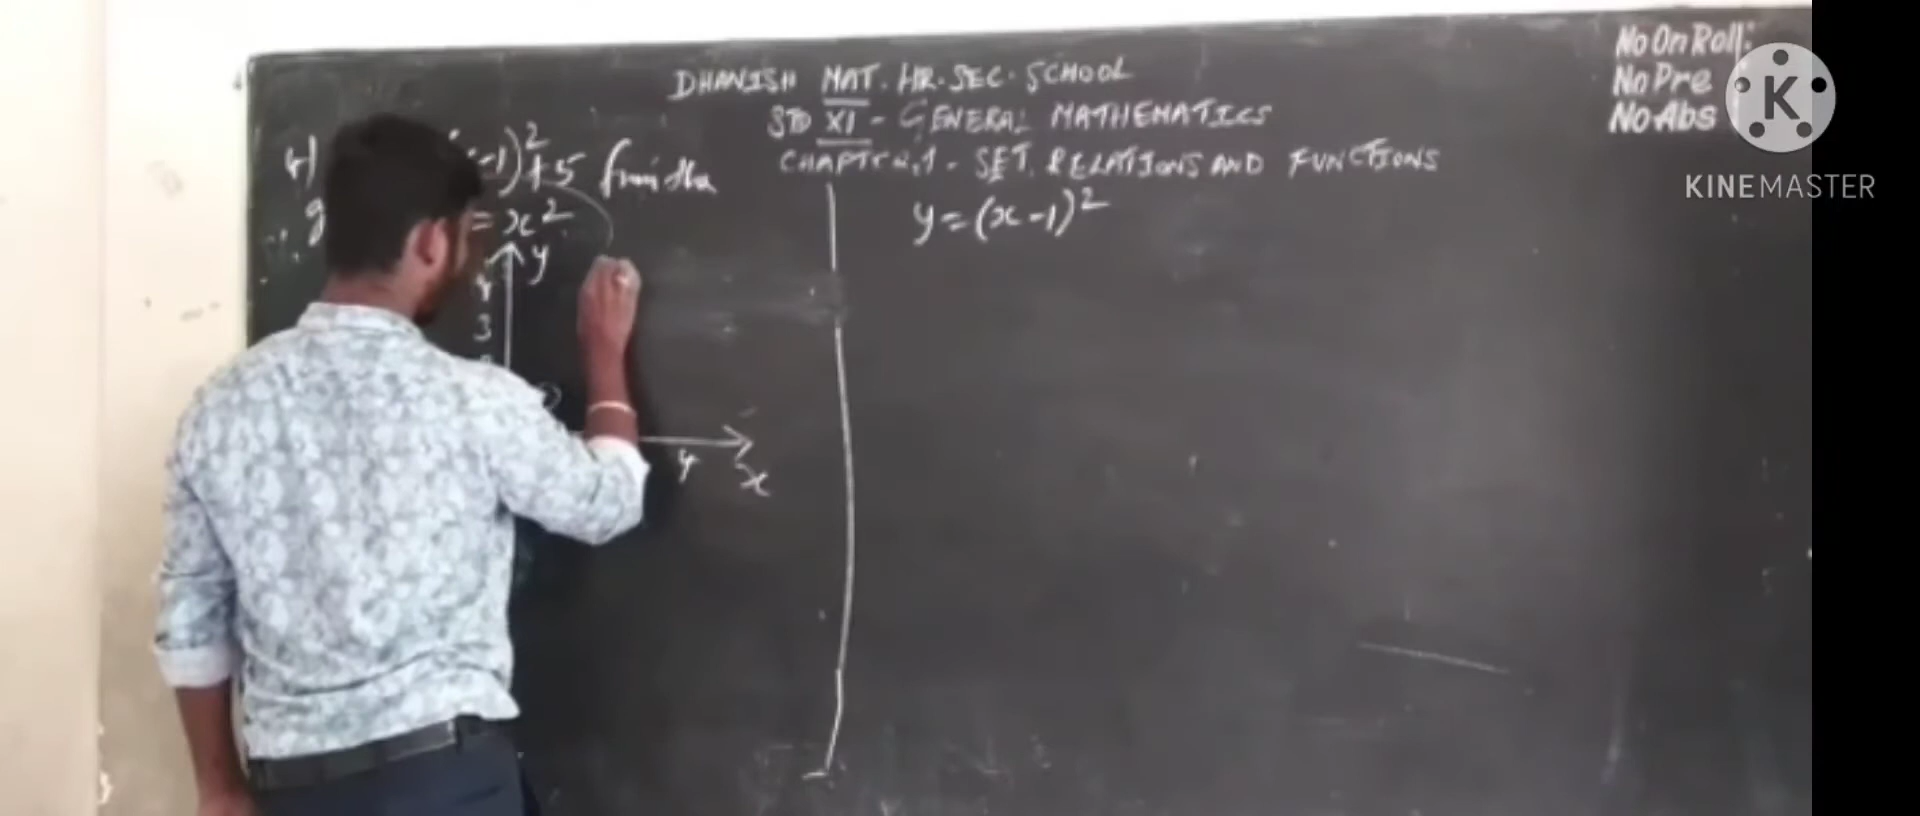 DHANISH MAT. HR. SEC. SCHOOL
STD XI - GENERAL MATHEMATICS
CHAPTER.1 - SET, RELATIONS AND FUNCTIONS
-1)²+5 from the
= x²
y
3
4
x
y=(x-1)²
No On Roll:
No Pre
No Abs
K
KINEMASTER